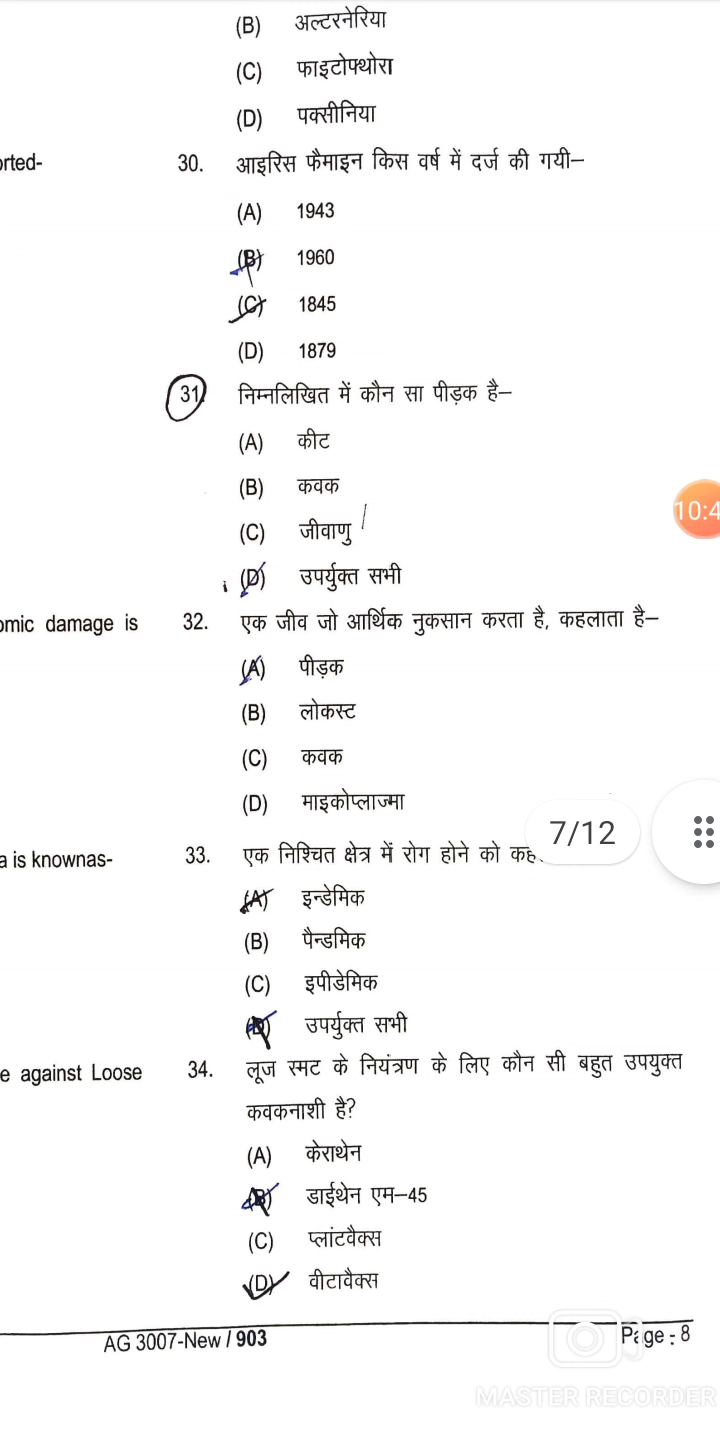 (B) अल्टरनेरिया
(C) फाइटोफ्थोरा
(D) पक्सीनिया
orted-
30. आइरिस फैमाइन किस वर्ष में दर्ज की गयी–
(A) 1943
(B) 1960
(C) 1845
(D) 1879
31. निम्नलिखित में कौन सा पीड़क है–
(A) कीट
(B) कवक
(C) जीवाणु
(D) उपर्युक्त सभी
omic damage is
32. एक जीव जो आर्थिक नुकसान करता है, कहलाता है–
(A) पीड़क
(B) लोकस्ट
(C) कवक
(D) माइकोप्लाज्मा
a is knownas-
33. एक निश्चित क्षेत्र में रोग होने को
(A) इन्डेमिक
(B) पैन्डमिक
(C) इपीडेमिक
(D) उपर्युक्त सभी
e against Loose
34. लूज स्मट के नियंत्रण के लिए कौन सी बहुत उपयुक्त
कवकनाशी है?
(A) केराथेन
(B) डाईथेन एम–45
(C) प्लांटवैक्स
(D) वीटावैक्स
AG 3007-New / 903
Page : 8
10:4
7/12
MASTER RECORDER